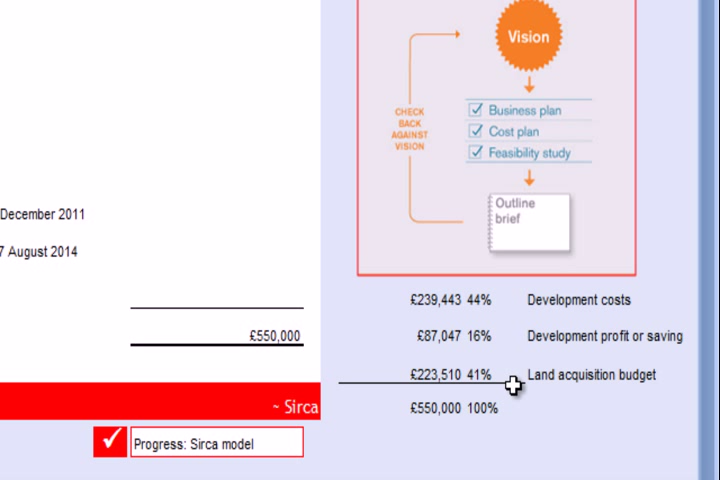 Vision
Business plan
Cost plan
Feasibility study
CHECK
BACK
AGAINST
VISION
Outline
brief
December 2011
7 August 2014
£550,000
£239,443 44% Development costs
£87,047 16% Development profit or saving
£223,510 41% Land acquisition budget
£550,000 100%
~ Sirca
Progress: Sirca model